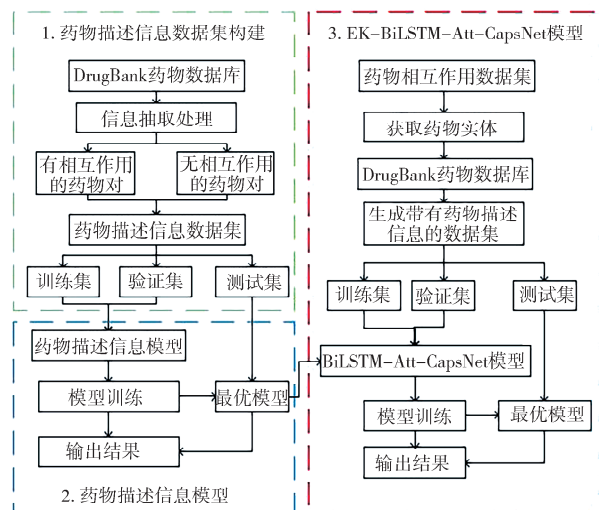 1. 药物描述信息数据集构建
DrugBank药物数据库
信息抽取处理
有相互作用
的药物对
无相互作用
的药物对
药物描述信息数据集
训练集
验证集
测试集
药物描述信息模型
模型训练
最优模型
输出结果
2. 药物描述信息模型
3. EK-BiLSTM-Att-CapsNet模型
药物相互作用数据集
获取药物实体
DrugBank药物数据库
生成带有药物描述
信息的数据集
训练集
验证集
测试集
BiLSTM-Att-CapsNet模型
模型训练
最优模型
输出结果